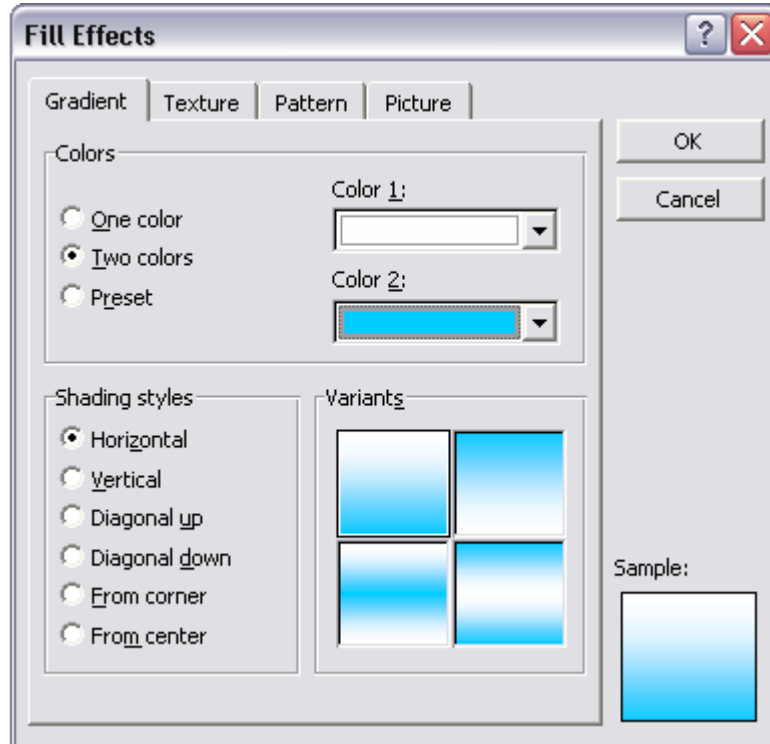 Fill Effects
Gradient Texture Pattern Picture
OK
Cancel
Colors
One color
Two colors
Preset
Color 1:
Color 2:
Shading styles
Horizontal
Vertical
Diagonal up
Diagonal down
From corner
From center
Variants
Sample: